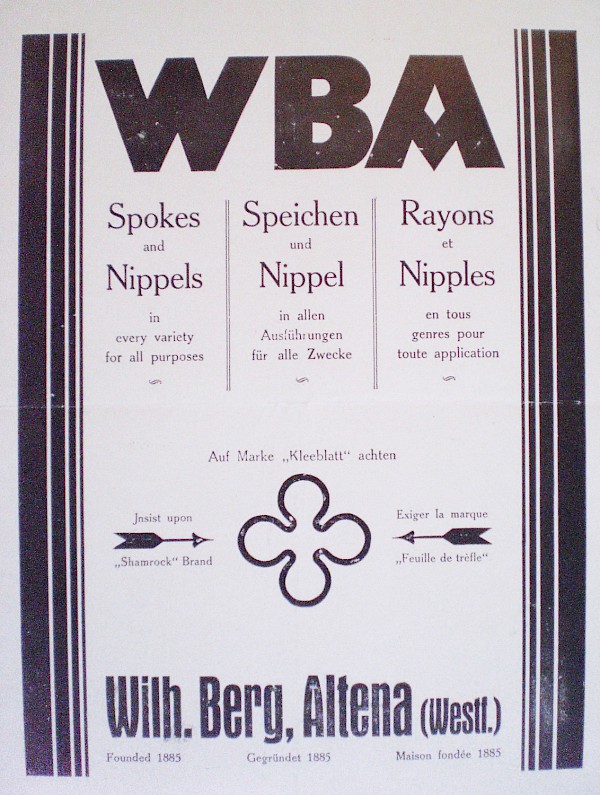 WBA
Spokes
and
Nippels
in
every variety
for all purposes
Speichen
und
Nippel
in allen
Ausführungen
für alle Zwecke
Rayons
et
Nipples
en tous
genres pour
toute application
Auf Marke „Kleeblatt“ achten
Jnsist upon
„Shamrock“ Brand
Exiger la marque
„Feuille de trèfle“
Wilh. Berg, Altena (Westf.)
Founded 1885
Gegründet 1885
Maison fondée 1885